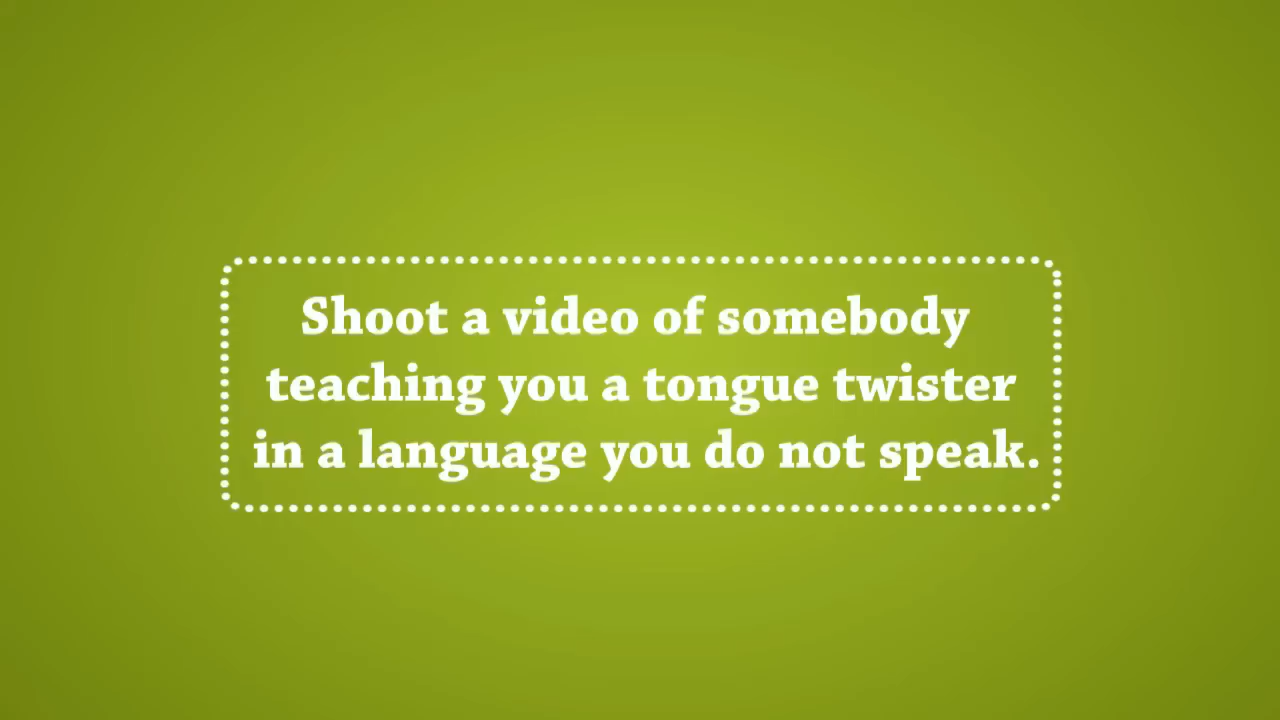 Shoot a video of somebody
teaching you a tongue twister
in a language you do not speak.